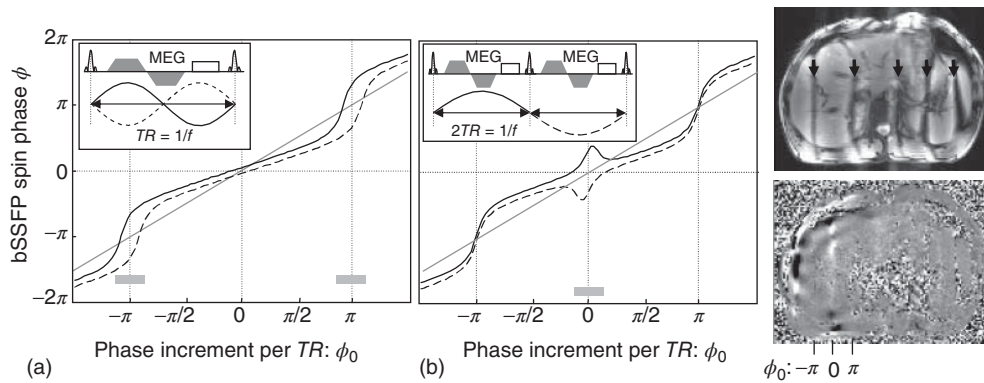 2π
π
0
−π
−2π
bSSFP spin phase ϕ
MEG
TR = 1/f
−π
−π/2
0
π/2
π
Phase increment per TR: ϕ0
(a)
MEG MEG
2TR = 1/f
−π
−π/2
0
π/2
π
Phase increment per TR: ϕ0
(b)
ϕ0: −π 0 π